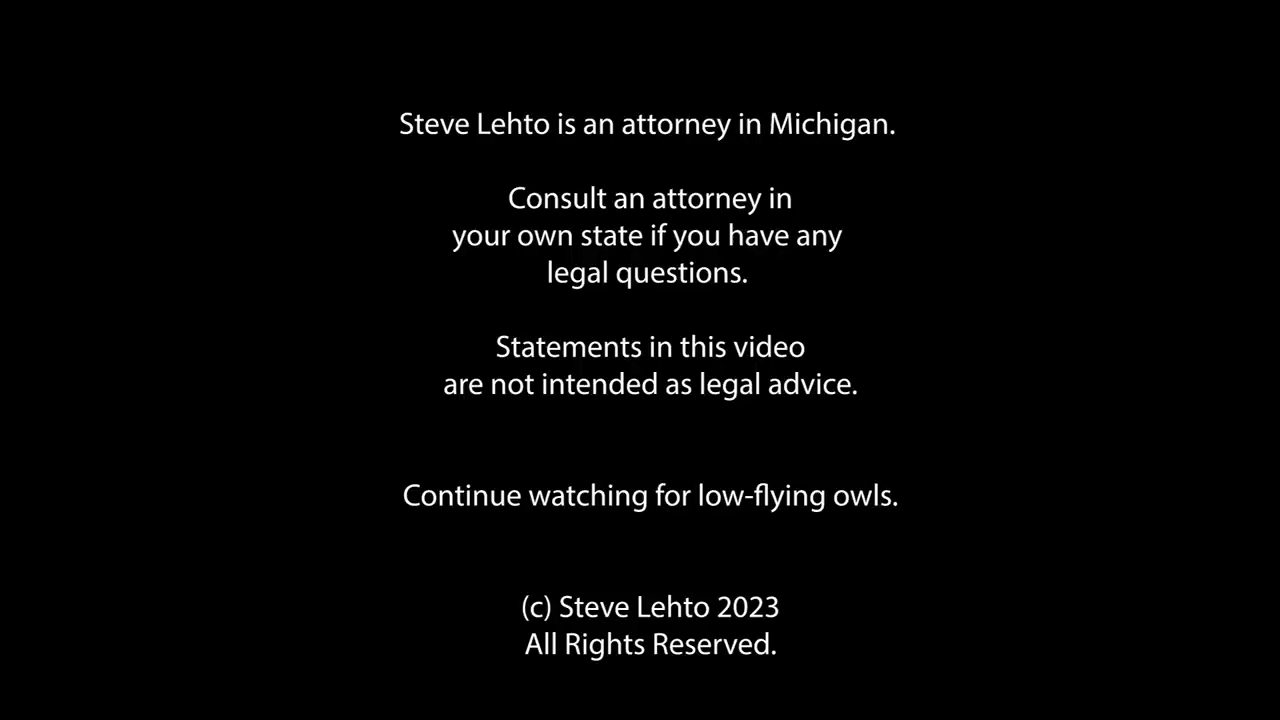 Steve Lehto is an attorney in Michigan.
Consult an attorney in
your own state if you have any
legal questions.
Statements in this video
are not intended as legal advice.
Continue watching for low-flying owls.
(c) Steve Lehto 2023
All Rights Reserved.